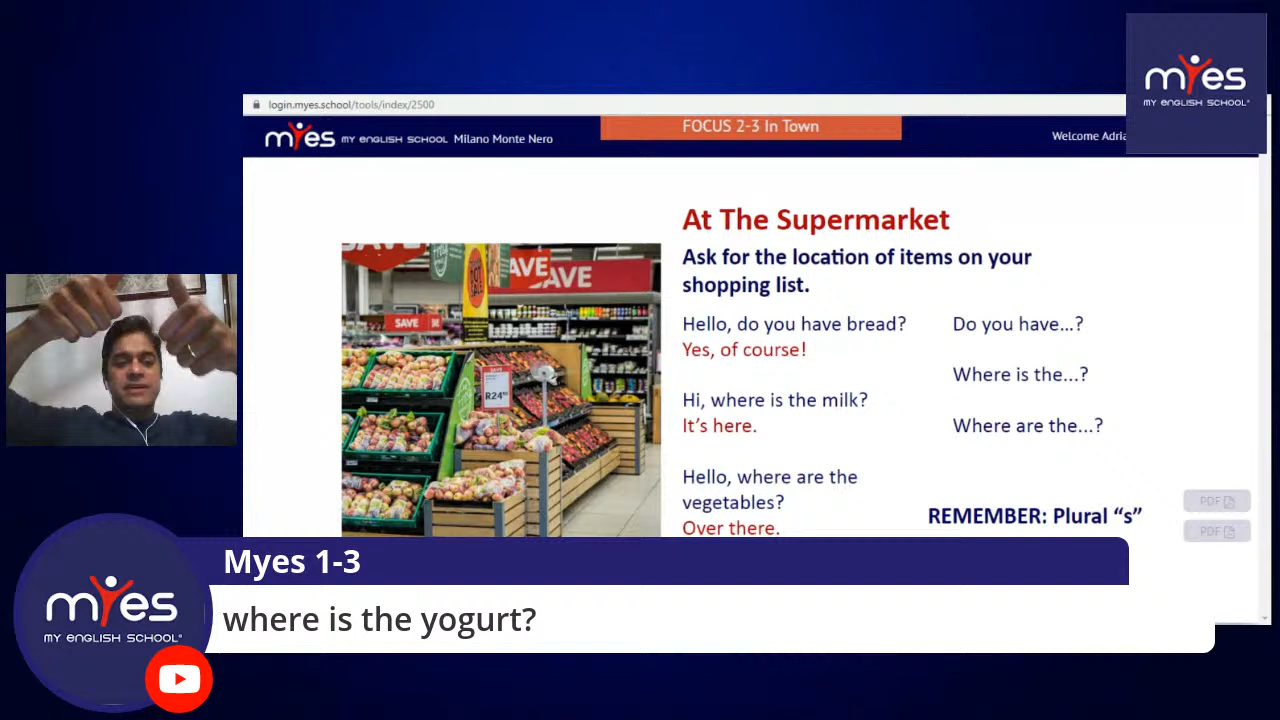 myes
MY ENGLISH SCHOOL®
login.myes.school/tools/index/2500
myes MY ENGLISH SCHOOL Milano Monte Nero
FOCUS 2-3 In Town
Welcome Adria
At The Supermarket
Ask for the location of items on your
shopping list.
Hello, do you have bread?
Yes, of course!
Hi, where is the milk?
It's here.
Hello, where are the
vegetables?
Over there.
Do you have...?
Where is the...?
Where are the...?
REMEMBER: Plural “s”
PDF
PDF
SAVE
AVE
SAVE
SAVE
R24
Myes 1-3
where is the yogurt?
myes
MY ENGLISH SCHOOL®